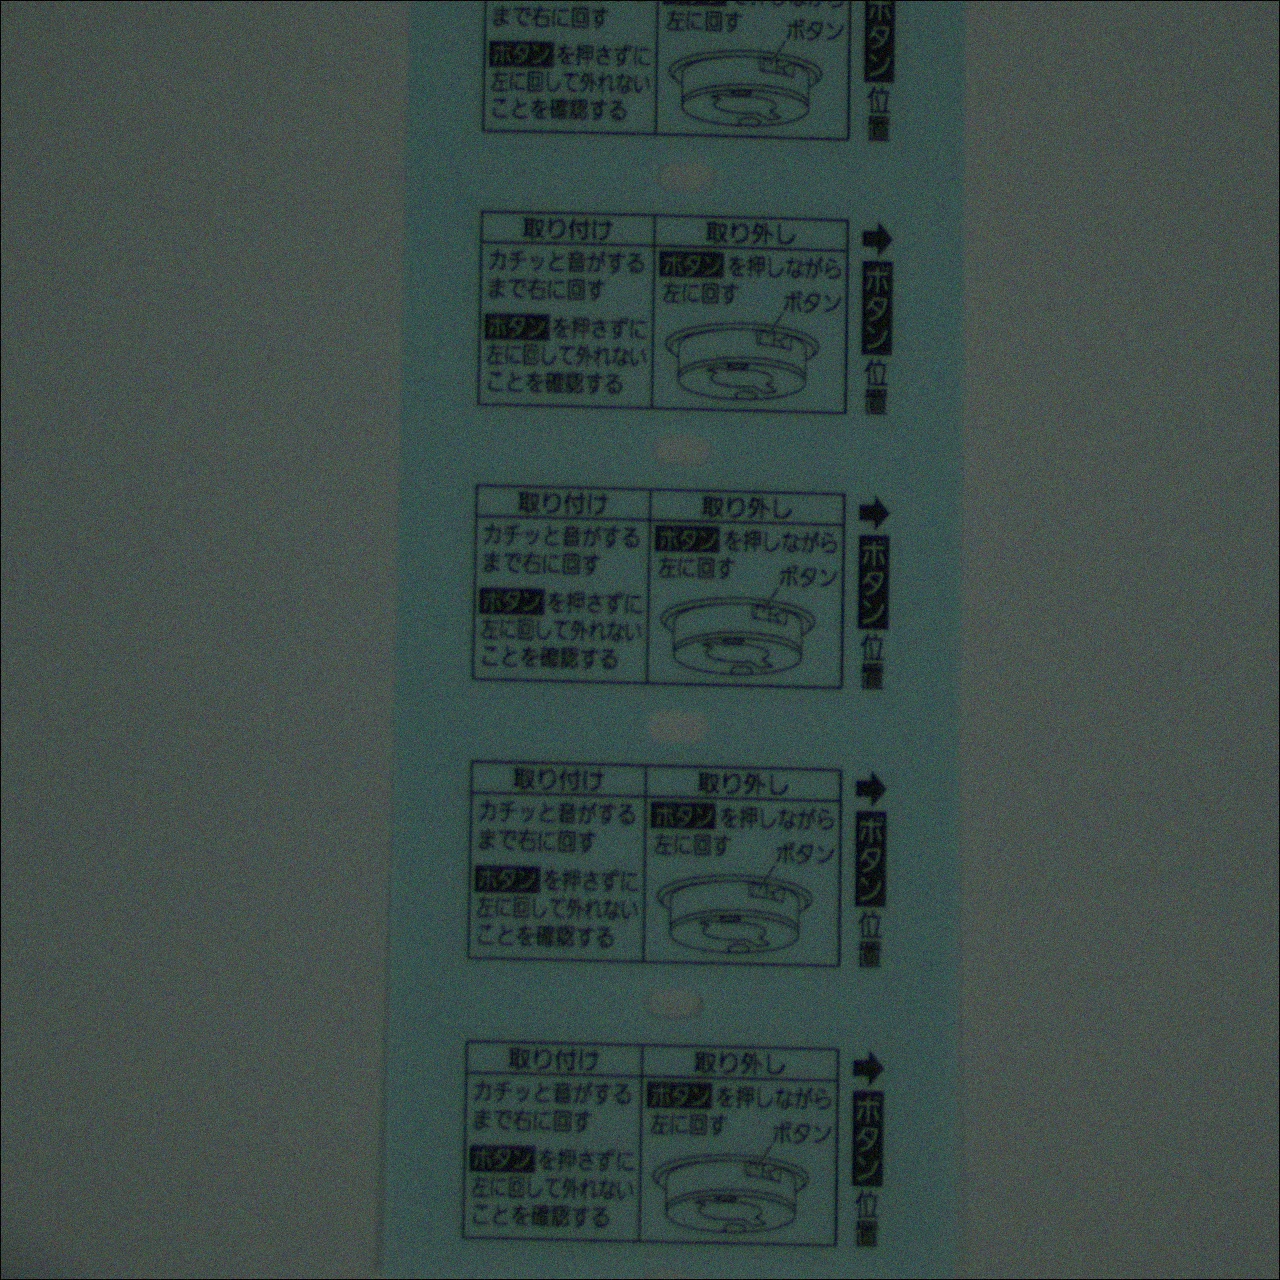 まで右に回す
ボタンを押さずに
左に回して外れない
ことを確認する
左に回す
ボタン
ボタン位置
取り付け
カチッと音がする
まで右に回す
ボタンを押さずに
左に回して外れない
ことを確認する
取り外し
ボタンを押しながら
左に回す
ボタン
➡ボタン位置
取り付け
カチッと音がする
まで右に回す
ボタンを押さずに
左に回して外れない
ことを確認する
取り外し
ボタンを押しながら
左に回す
ボタン
➡ボタン位置
取り付け
カチッと音がする
まで右に回す
ボタンを押さずに
左に回して外れない
ことを確認する
取り外し
ボタンを押しながら
左に回す
ボタン
➡ボタン位置
取り付け
カチッと音がする
まで右に回す
ボタンを押さずに
左に回して外れない
ことを確認する
取り外し
ボタンを押しながら
左に回す
ボタン
➡ボタン位置